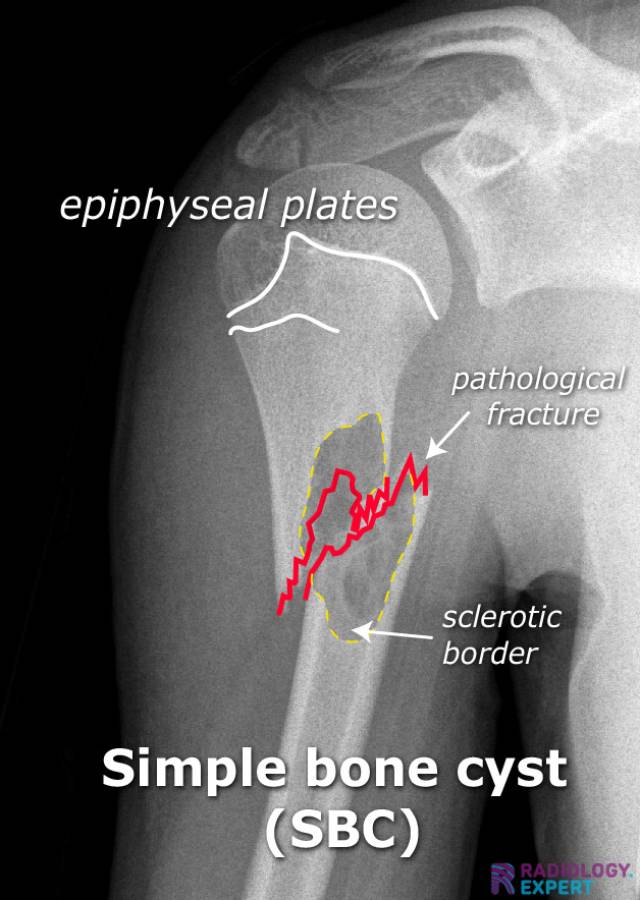 epiphyseal plates
pathological
fracture
sclerotic
border
Simple bone cyst
(SBC)
RADIOLOGY.
EXPERT